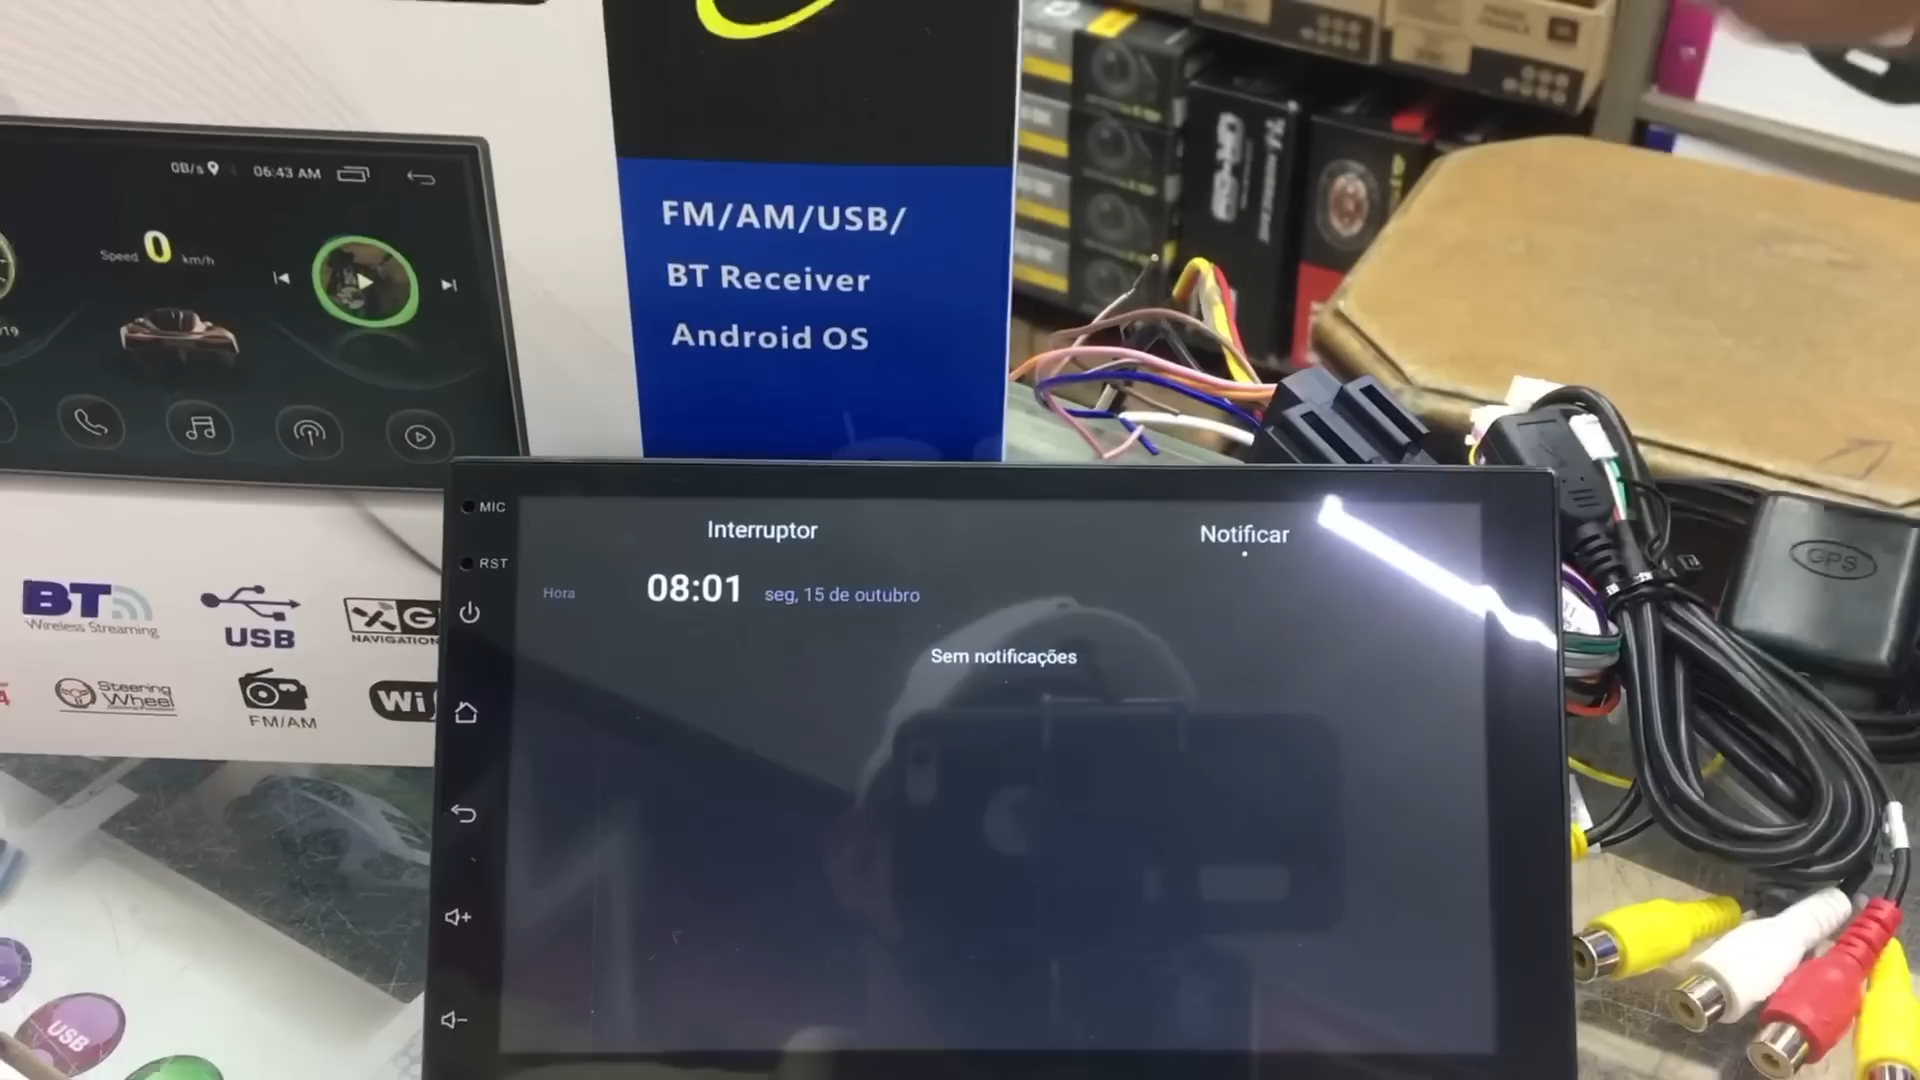 0B/s
06:43 AM
Speed 0 km/h
FM/AM/USB/
BT Receiver
Android OS
BT
Wireless Streaming
USB
NAVIGATION
Steering
Wheel
FM/AM
MIC
RST
Interruptor
Notificar
Hora
08:01
seg, 15 de outubro
Sem notificações
GPS
USB